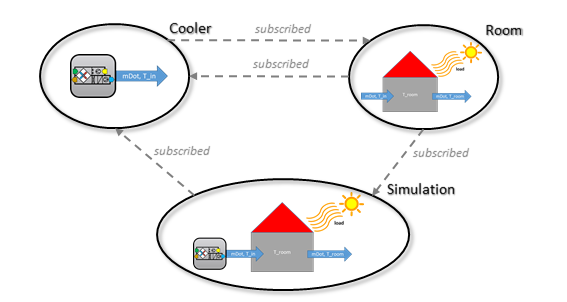 Cooler
subscribed
Room
subscribed
mDot, T_in
load
mDot, T_in
T_room
mDot, T_room
subscribed
subscribed
Simulation
load
mDot, T_in
T_room
mDot, T_room